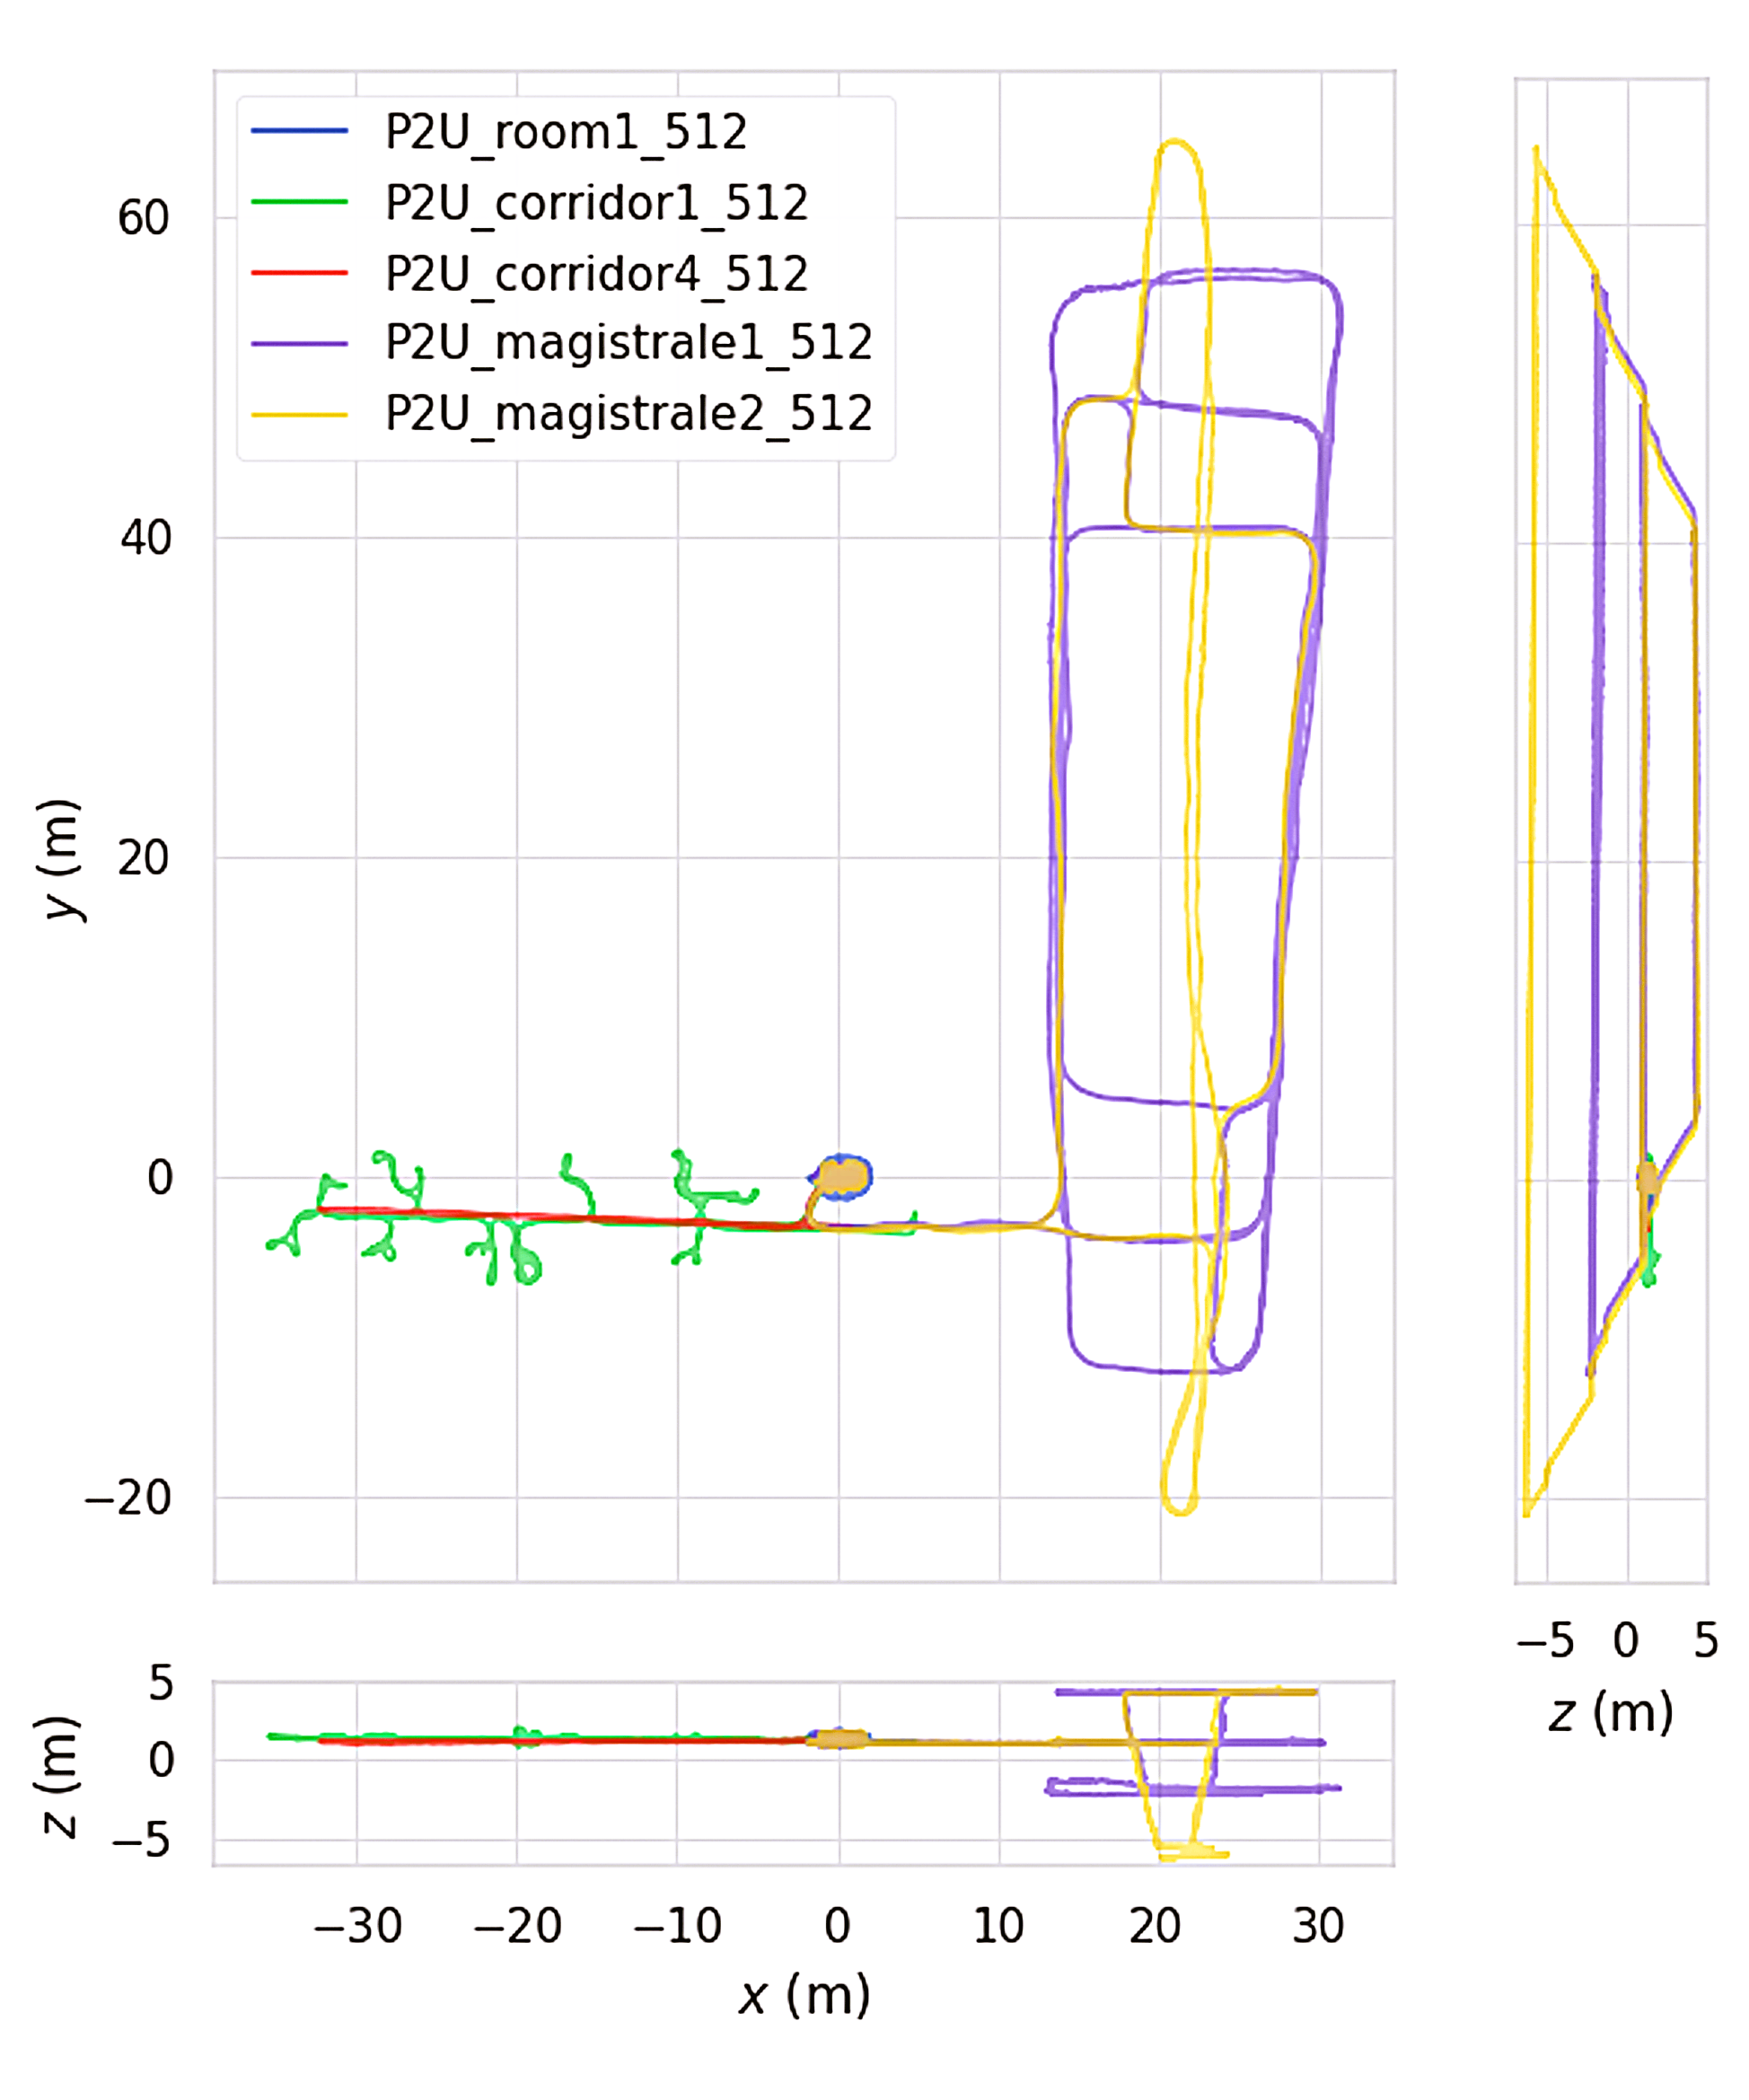 P2U_room1_512
P2U_corridor1_512
P2U_corridor4_512
P2U_magistrale1_512
P2U_magistrale2_512
60
40
20
0
−20
y (m)
−5 0 5
z (m)
5
0
−5
z (m)
−30 −20 −10 0 10 20 30
x (m)